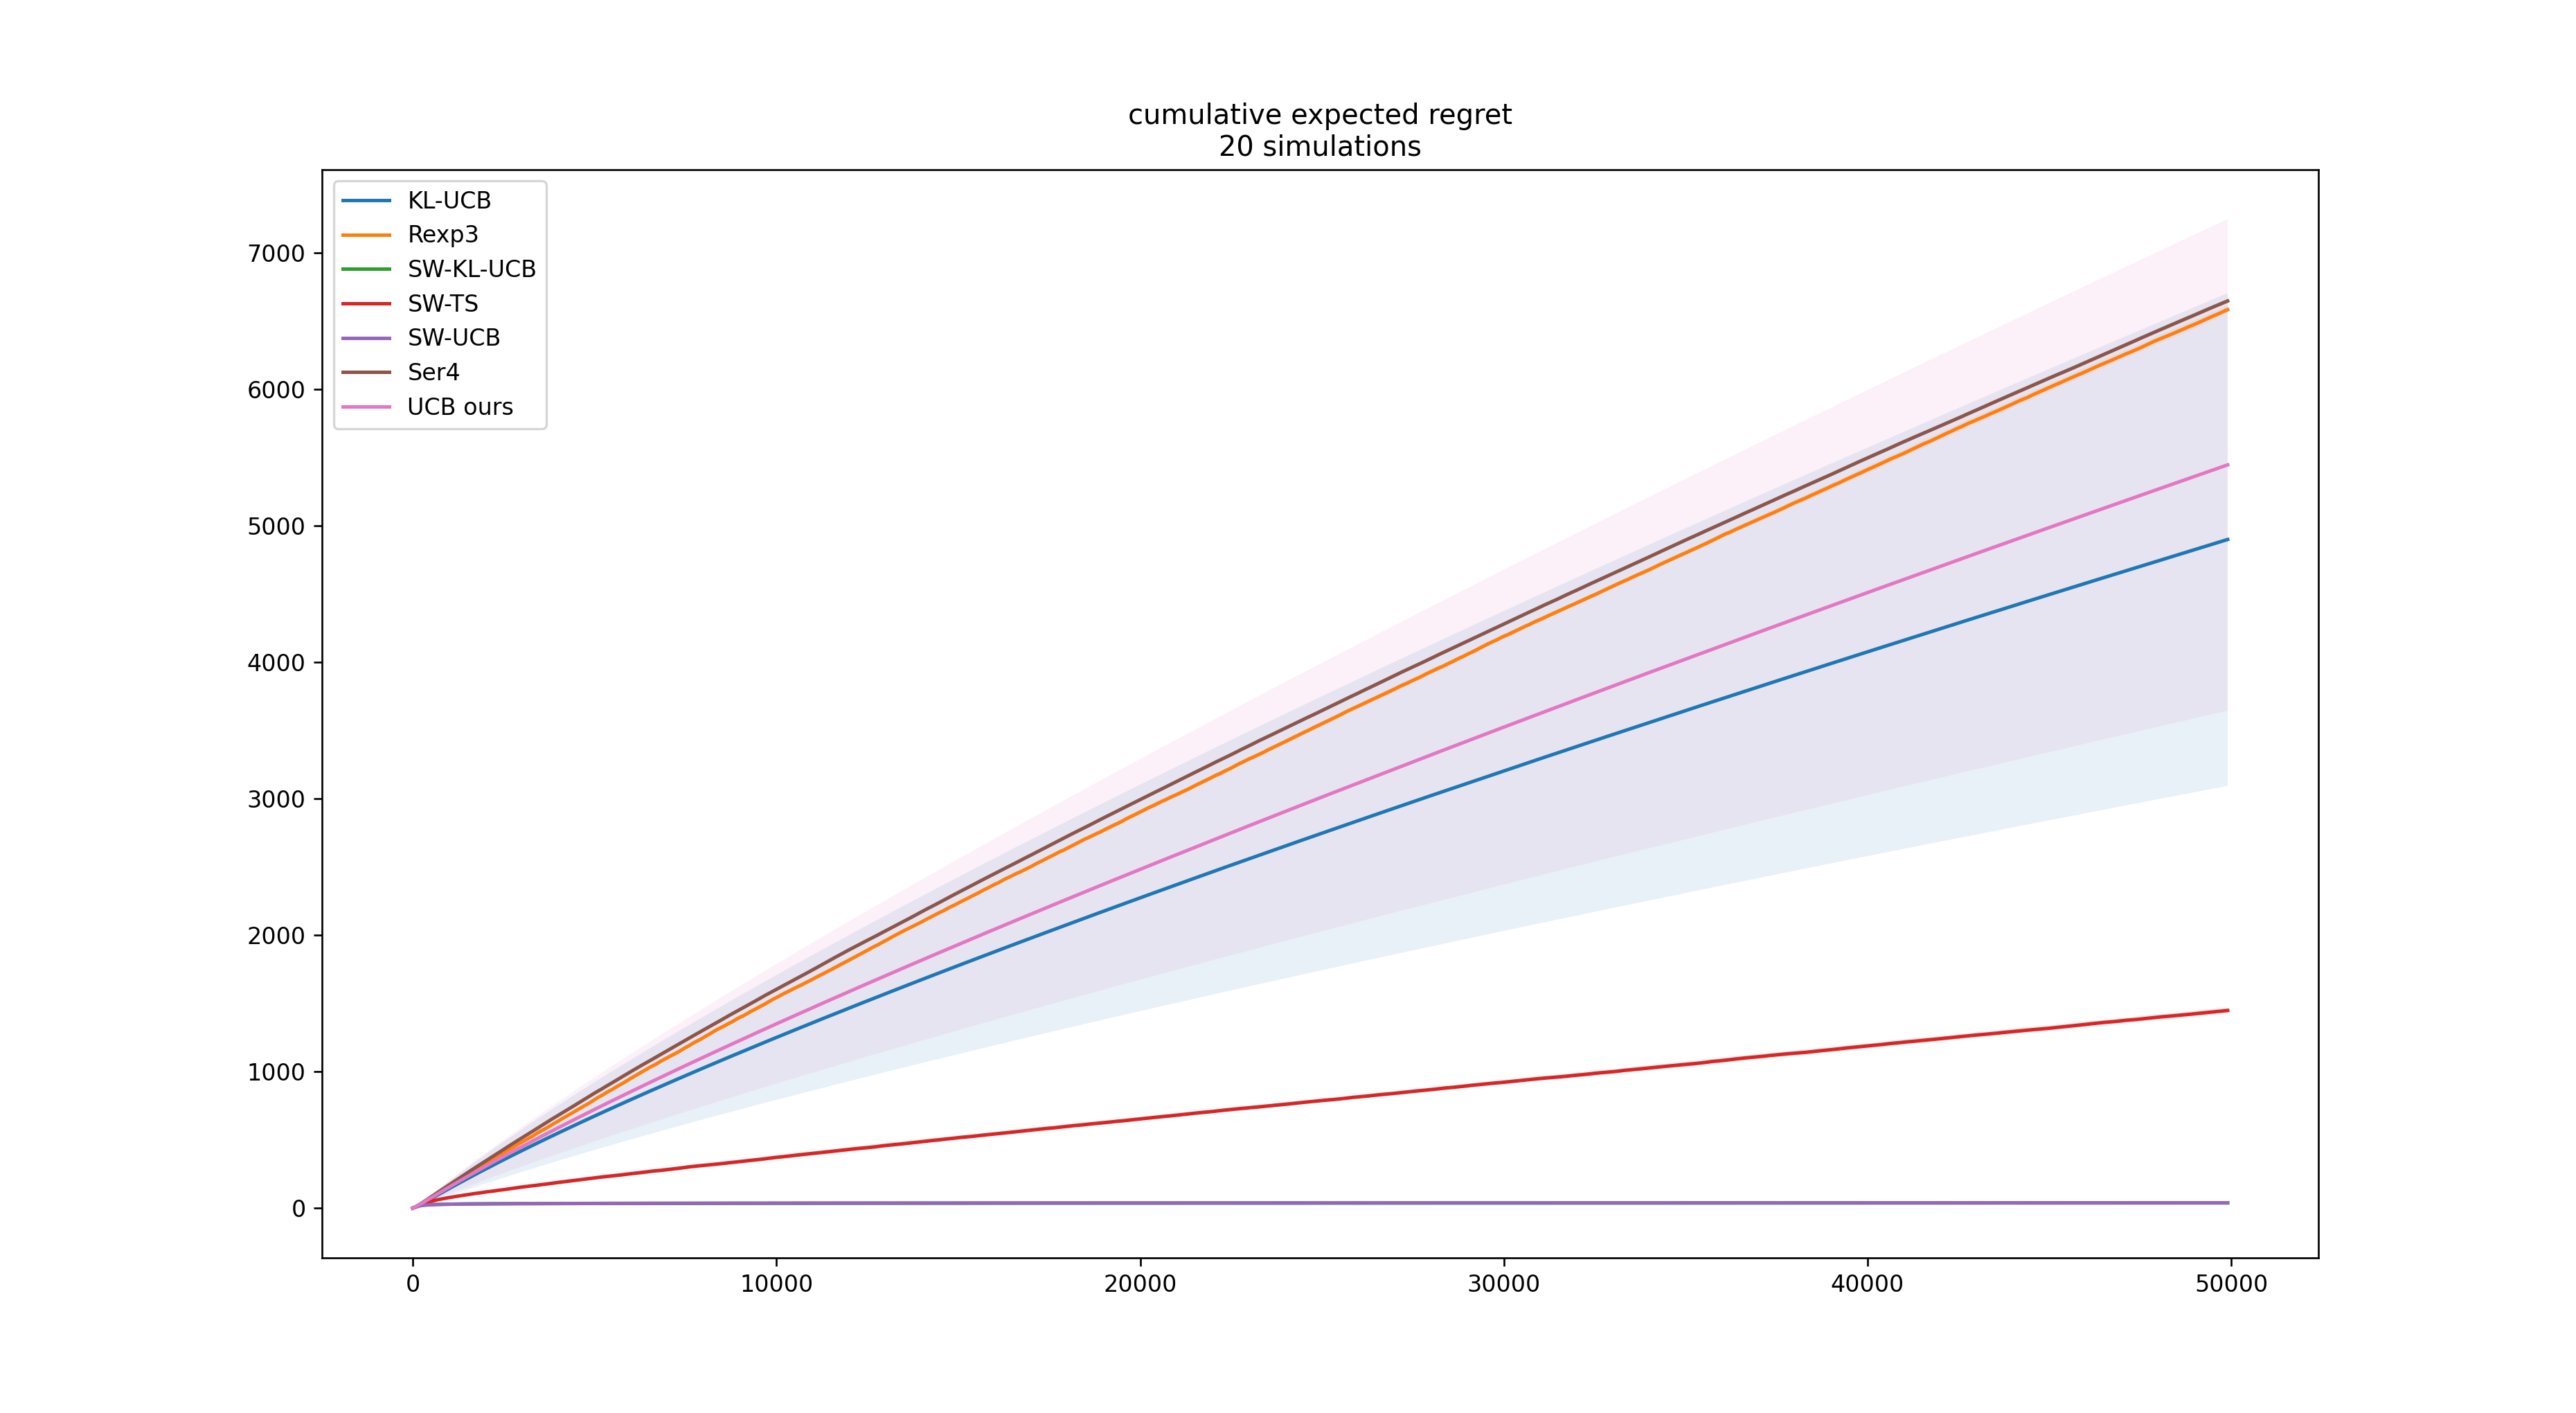 cumulative expected regret
20 simulations
KL-UCB
Rexp3
SW-KL-UCB
SW-TS
SW-UCB
Ser4
UCB ours
7000
6000
5000
4000
3000
2000
1000
0
0
10000
20000
30000
40000
50000